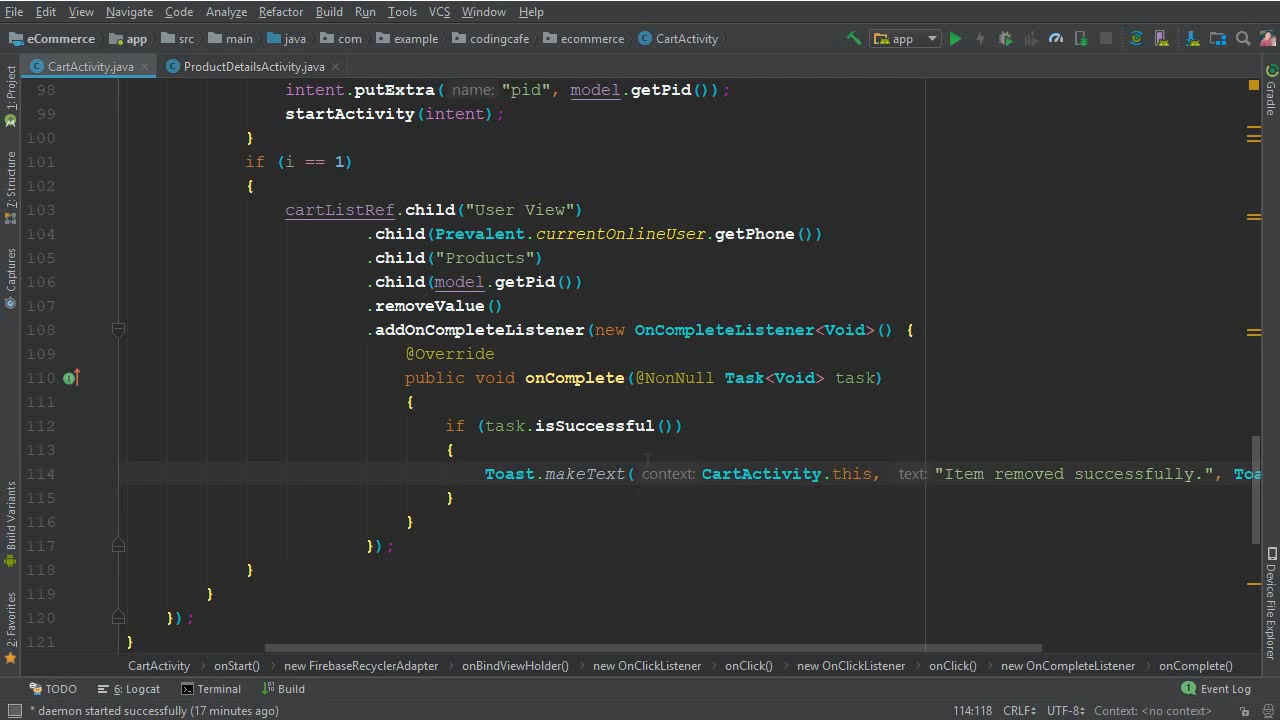 File Edit View Navigate Code Analyze Refactor Build Run Tools VCS Window Help
eCommerce app src main java com example codingcafe ecommerce CartActivity app
CartActivity.java ProductDetailsActivity.java
98 intent.putExtra( name: "pid", model.getPid());
99 startActivity(intent);
100 }
101 if (i == 1)
102 {
103 cartListRef.child("User View")
104 .child(Prevalent.currentOnlineUser.getPhone())
105 .child("Products")
106 .child(model.getPid())
107 .removeValue()
108 .addOnCompleteListener(new OnCompleteListener<Void>() {
109 @Override
110 public void onComplete(@NonNull Task<Void> task)
111 {
112 if (task.isSuccessful())
113 {
114 Toast.makeText( context: CartActivity.this, text: "Item removed successfully.", Toa
115 }
116 }
117 });
118 }
119 }
120 });
121 }
1: Project
7: Structure
Captures
Build Variants
2: Favorites
Gradle
Device File Explorer
CartActivity onStart() new FirebaseRecyclerAdapter onBindViewHolder() new OnClickListener onClick() new OnClickListener onClick() new OnCompleteListener onComplete()
TODO 6: Logcat Terminal Build Event Log
* daemon started successfully (17 minutes ago) 114:118 CRLF UTF-8 Context: <no context>